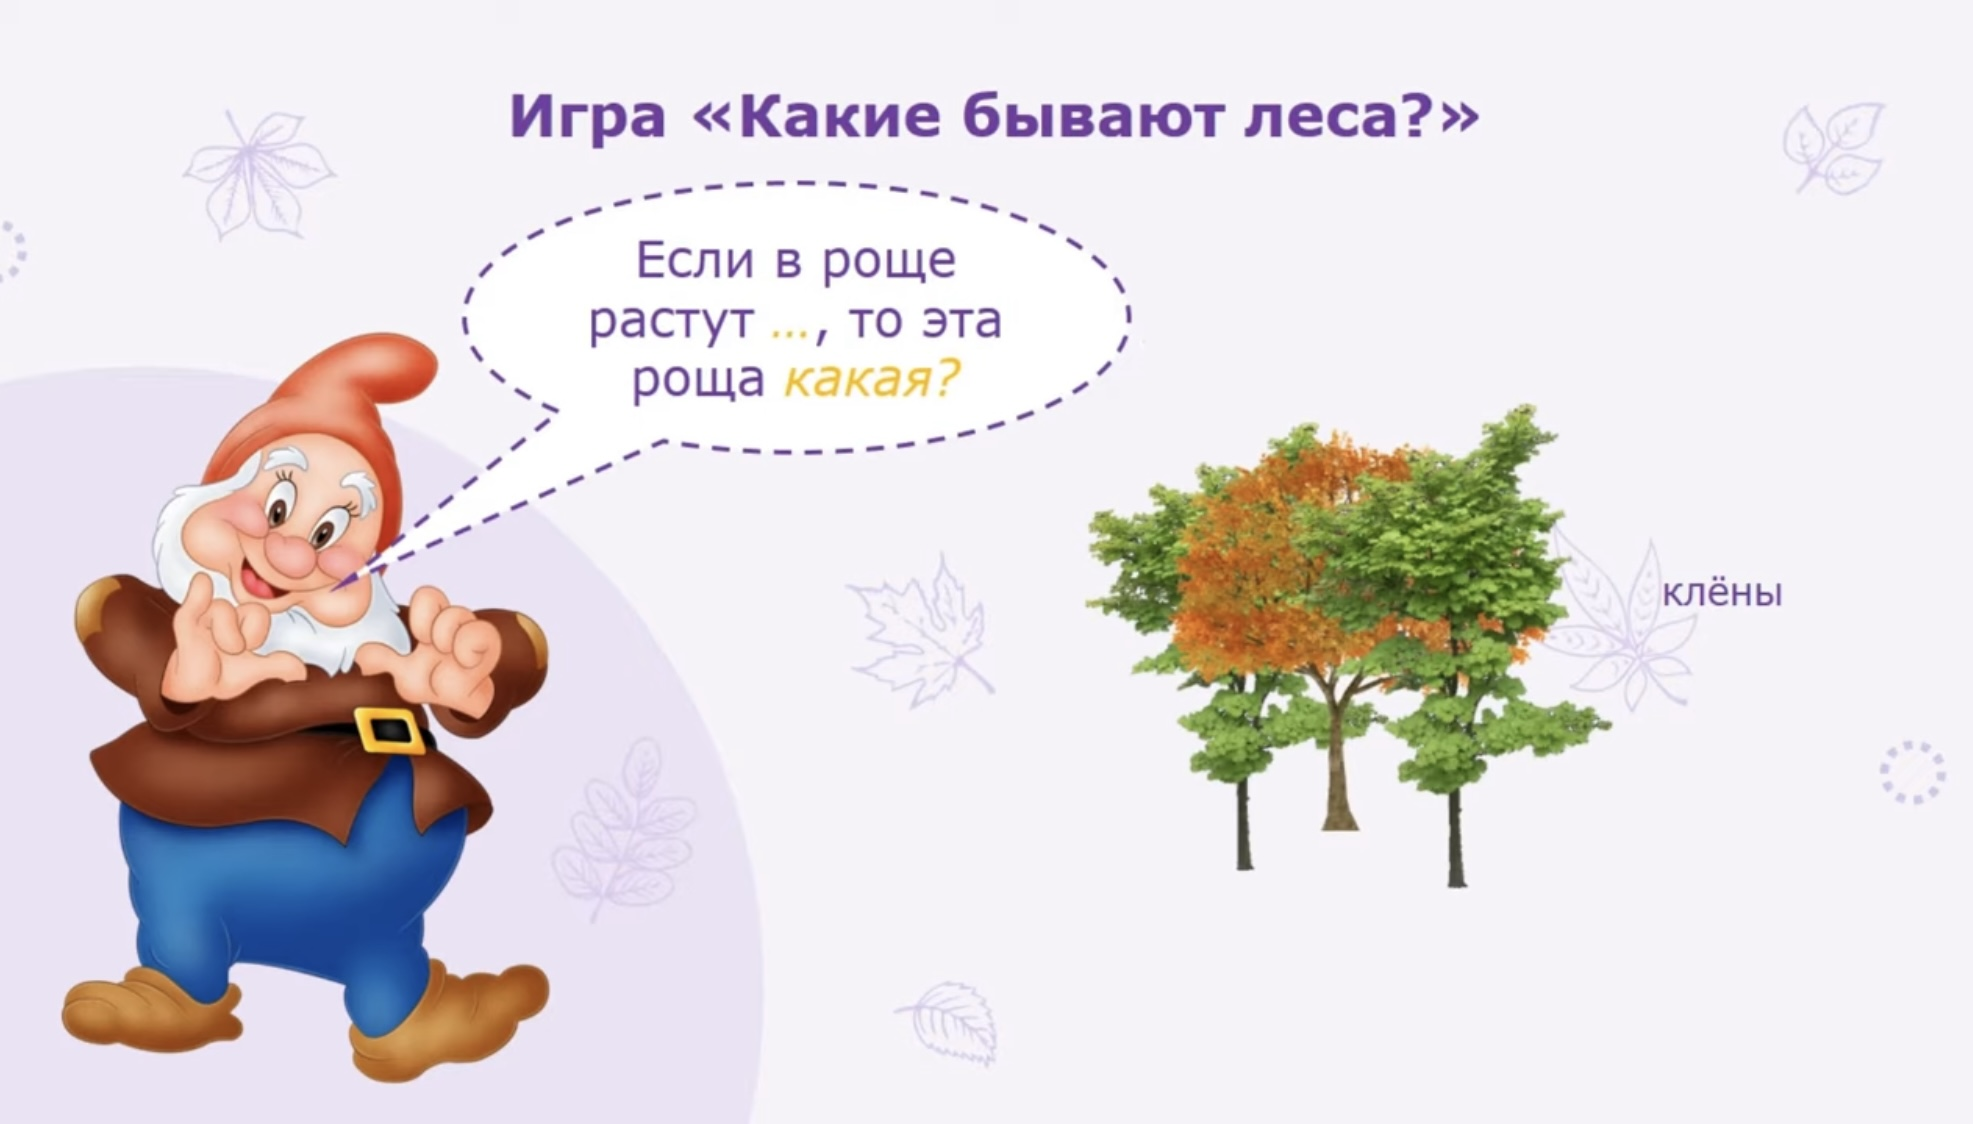 Игра «Какие бывают леса?»
Если в роще
растут ..., то эта
роща какая?
клёны